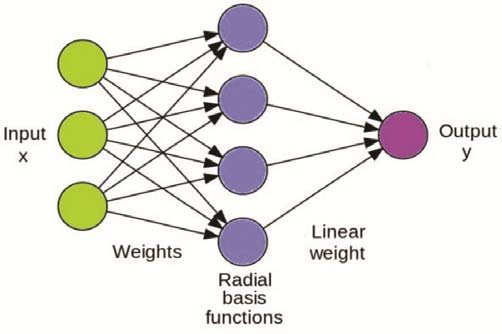 Input
x
Output
y
Weights
Linear
weight
Radial
basis
functions